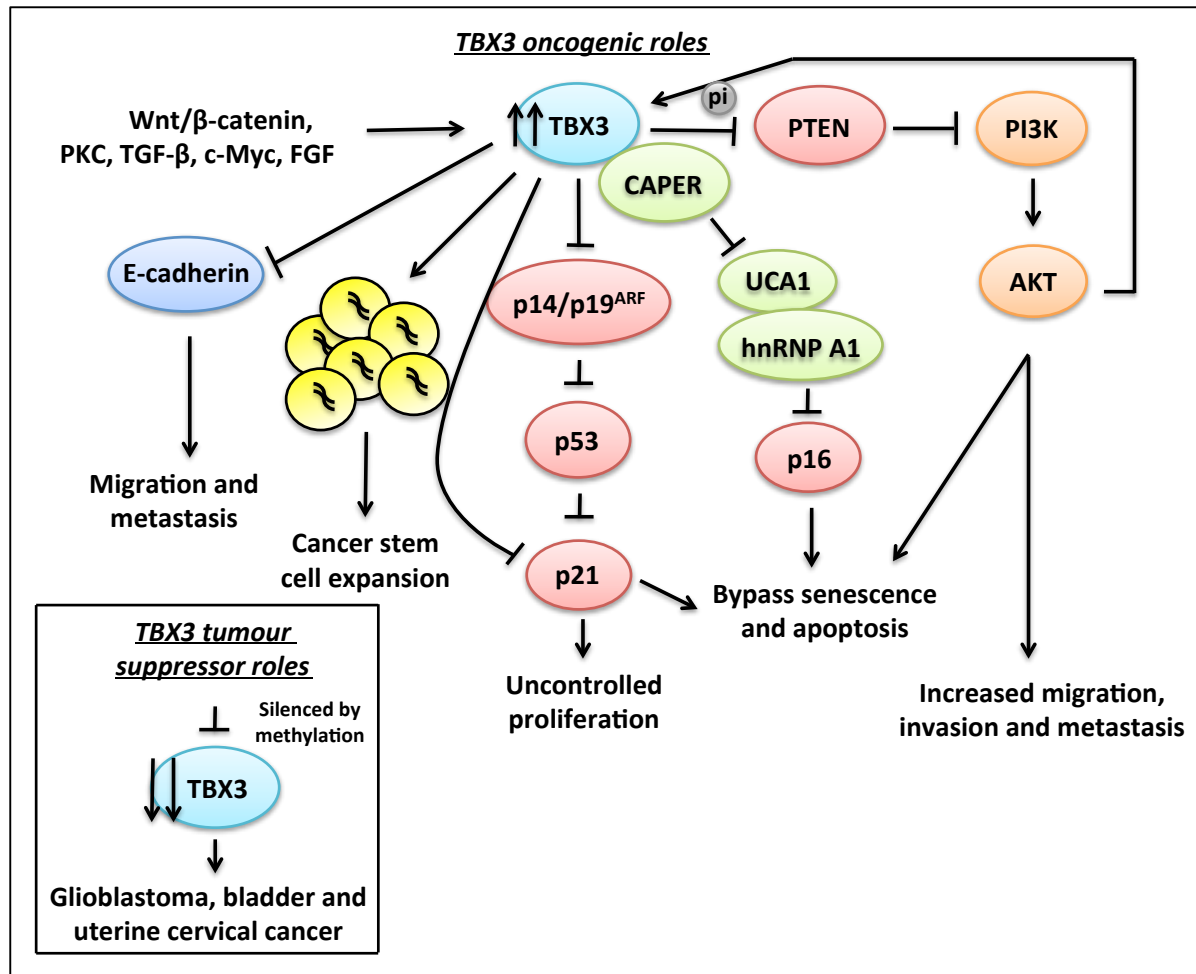 TBX3 oncogenic roles
Wnt/β-catenin,
PKC, TGF-β, c-Myc, FGF
TBX3
pi
PTEN
PI3K
CAPER
E-cadherin
UCA1
AKT
p14/p19ARF
hnRNP A1
p53
p16
Migration and
metastasis
Cancer stem
cell expansion
p21
Bypass senescence
and apoptosis
Uncontrolled
proliferation
Increased migration,
invasion and metastasis
TBX3 tumour
suppressor roles
Silenced by
methylation
TBX3
Glioblastoma, bladder and
uterine cervical cancer